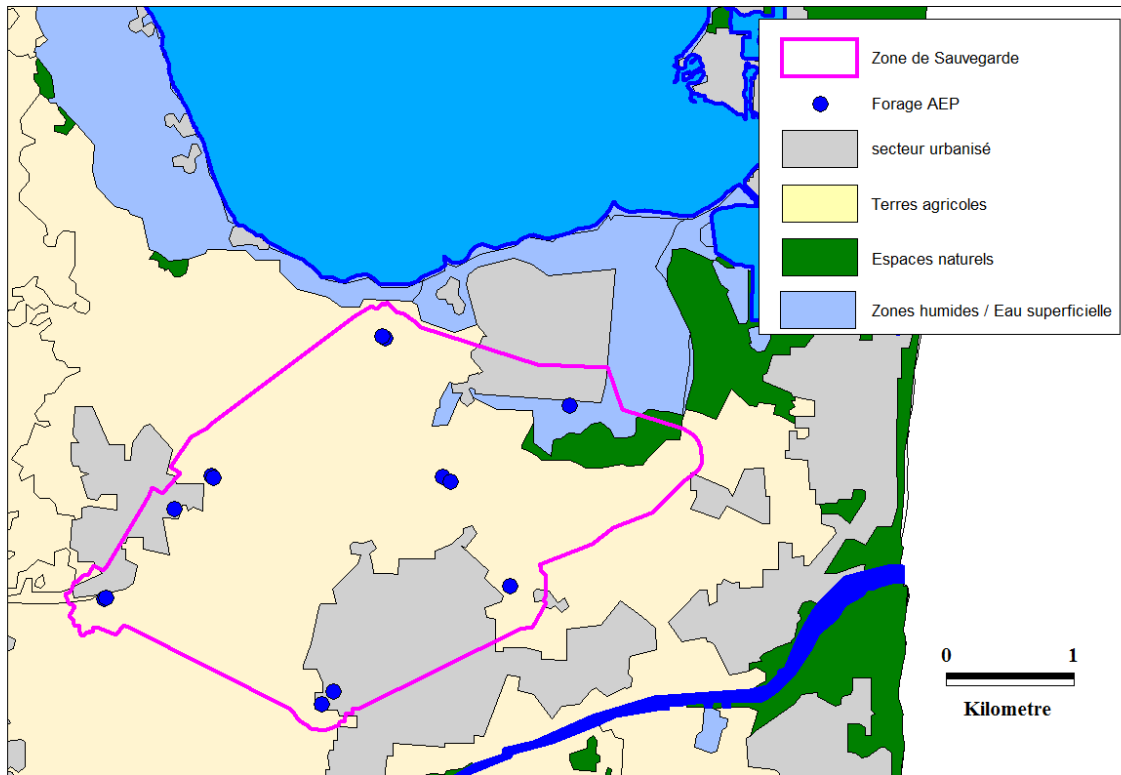 Zone de Sauvegarde
Forage AEP
secteur urbanisé
Terres agricoles
Espaces naturels
Zones humides / Eau superficielle
0 1
Kilometre